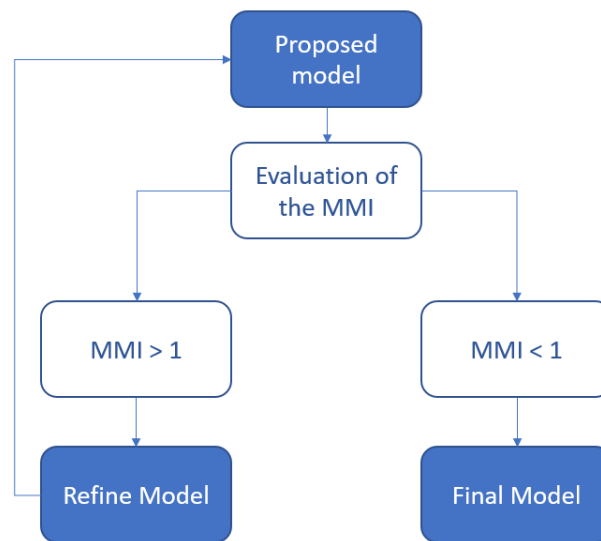 Proposed
model
Evaluation of
the MMI
MMI > 1
MMI < 1
Refine Model
Final Model